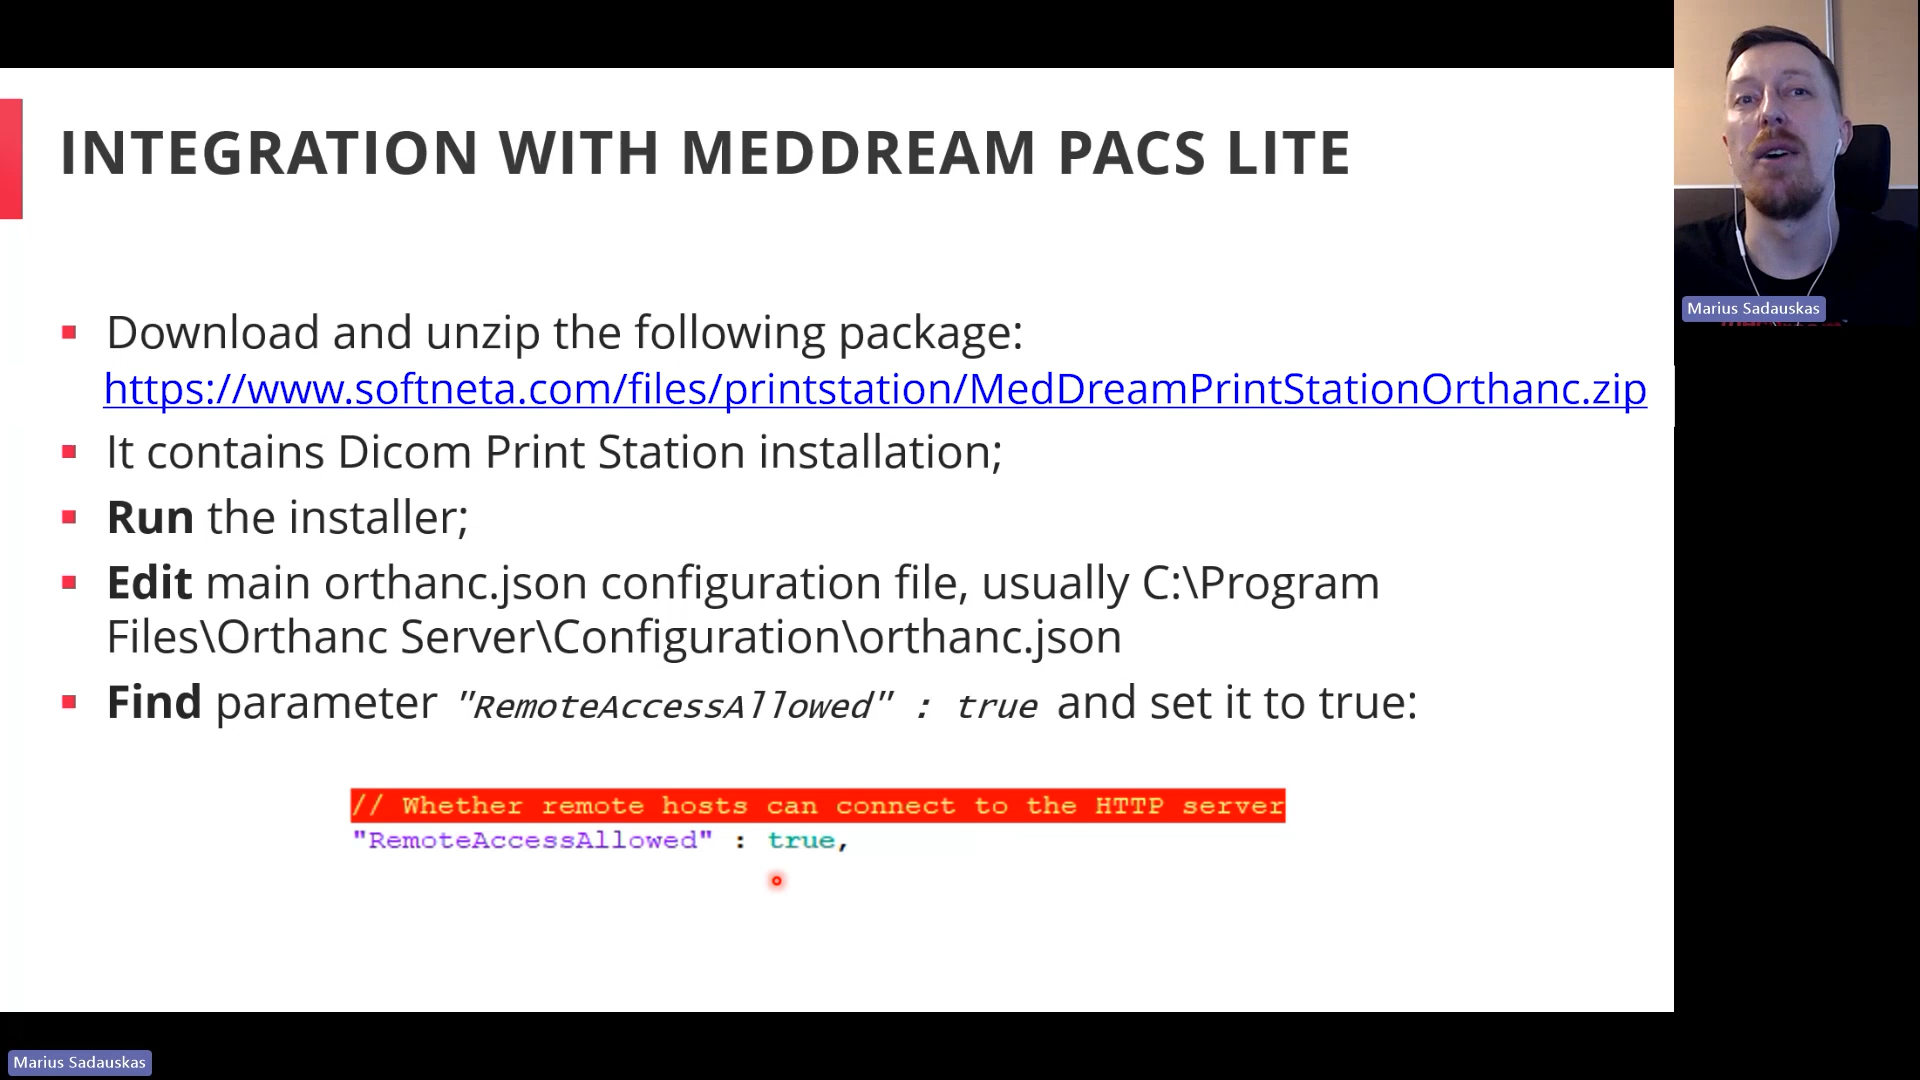 INTEGRATION WITH MEDDREAM PACS LITE
Download and unzip the following package:
https://www.softneta.com/files/printstation/MedDreamPrintStationOrthanc.zip
It contains Dicom Print Station installation;
Run the installer;
Edit main orthanc.json configuration file, usually C:\Program
Files\Orthanc Server\Configuration\orthanc.json
Find parameter "RemoteAccessAllowed" : true and set it to true:
// Whether remote hosts can connect to the HTTP server
"RemoteAccessAllowed" : true,
Marius Sadauskas
Marius Sadauskas